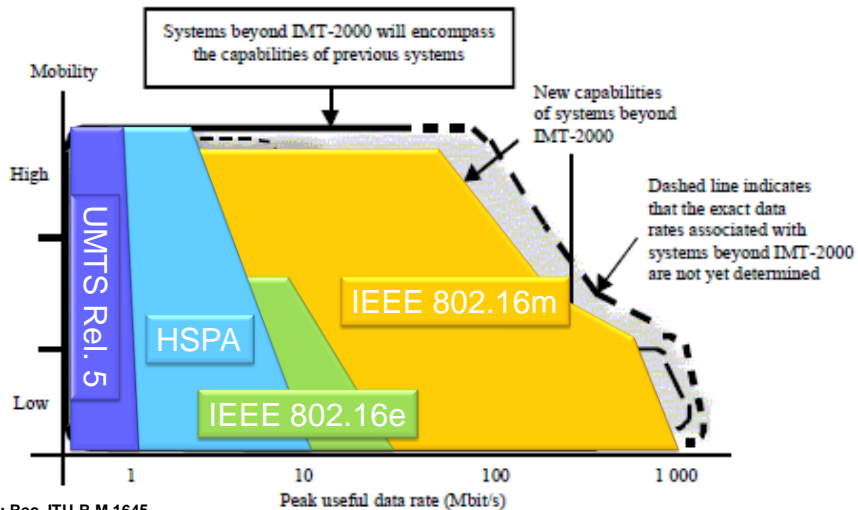 Systems beyond IMT-2000 will encompass
the capabilities of previous systems
Mobility
New capabilities
of systems beyond
IMT-2000
High
Dashed line indicates
that the exact data
rates associated with
systems beyond IMT-2000
are not yet determined
UMTS Rel. 5
IEEE 802.16m
HSPA
IEEE 802.16e
Low
1
10
100
1 000
Peak useful data rate (Mbit/s)
: Rec. ITU-R M.1645